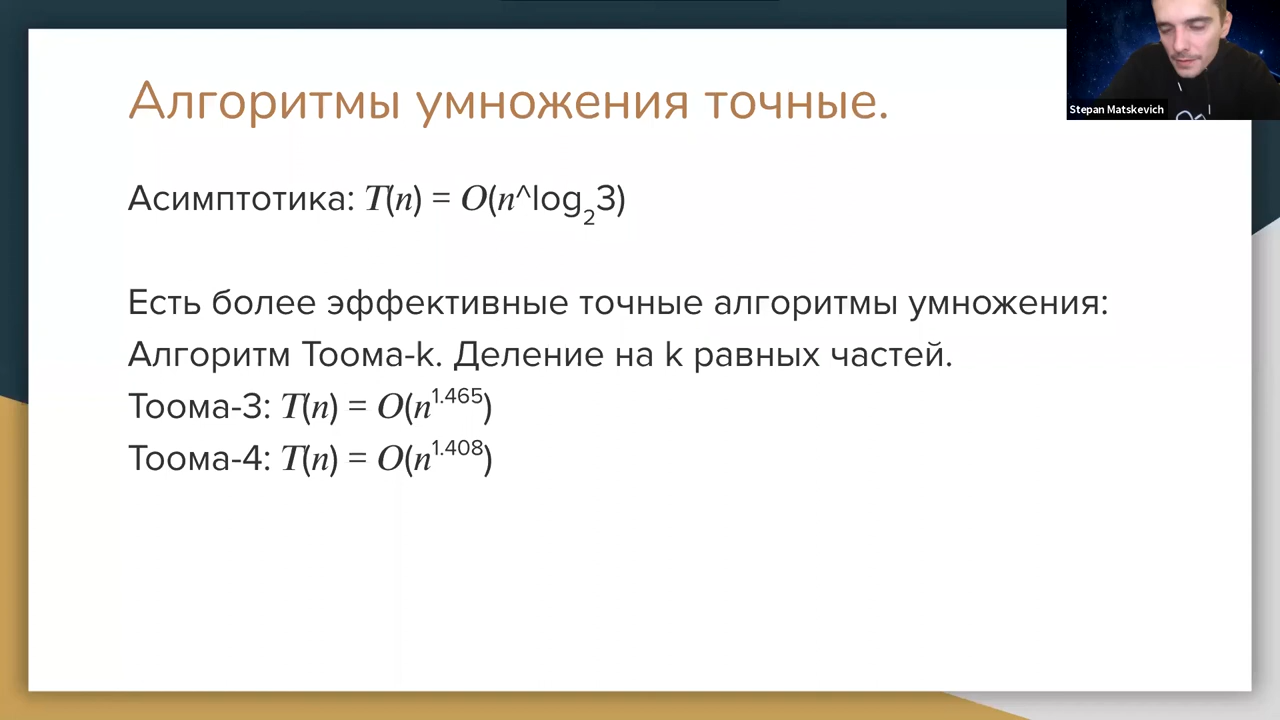 Алгоритмы умножения точные.
Stepan Matskevich
Асимптотика: T(n) = O(n^log₂3)
Есть более эффективные точные алгоритмы умножения:
Алгоритм Тоома-k. Деление на k равных частей.
Тоома-3: T(n) = O(n¹·⁴⁶⁵)
Тоома-4: T(n) = O(n¹·⁴⁰⁸)